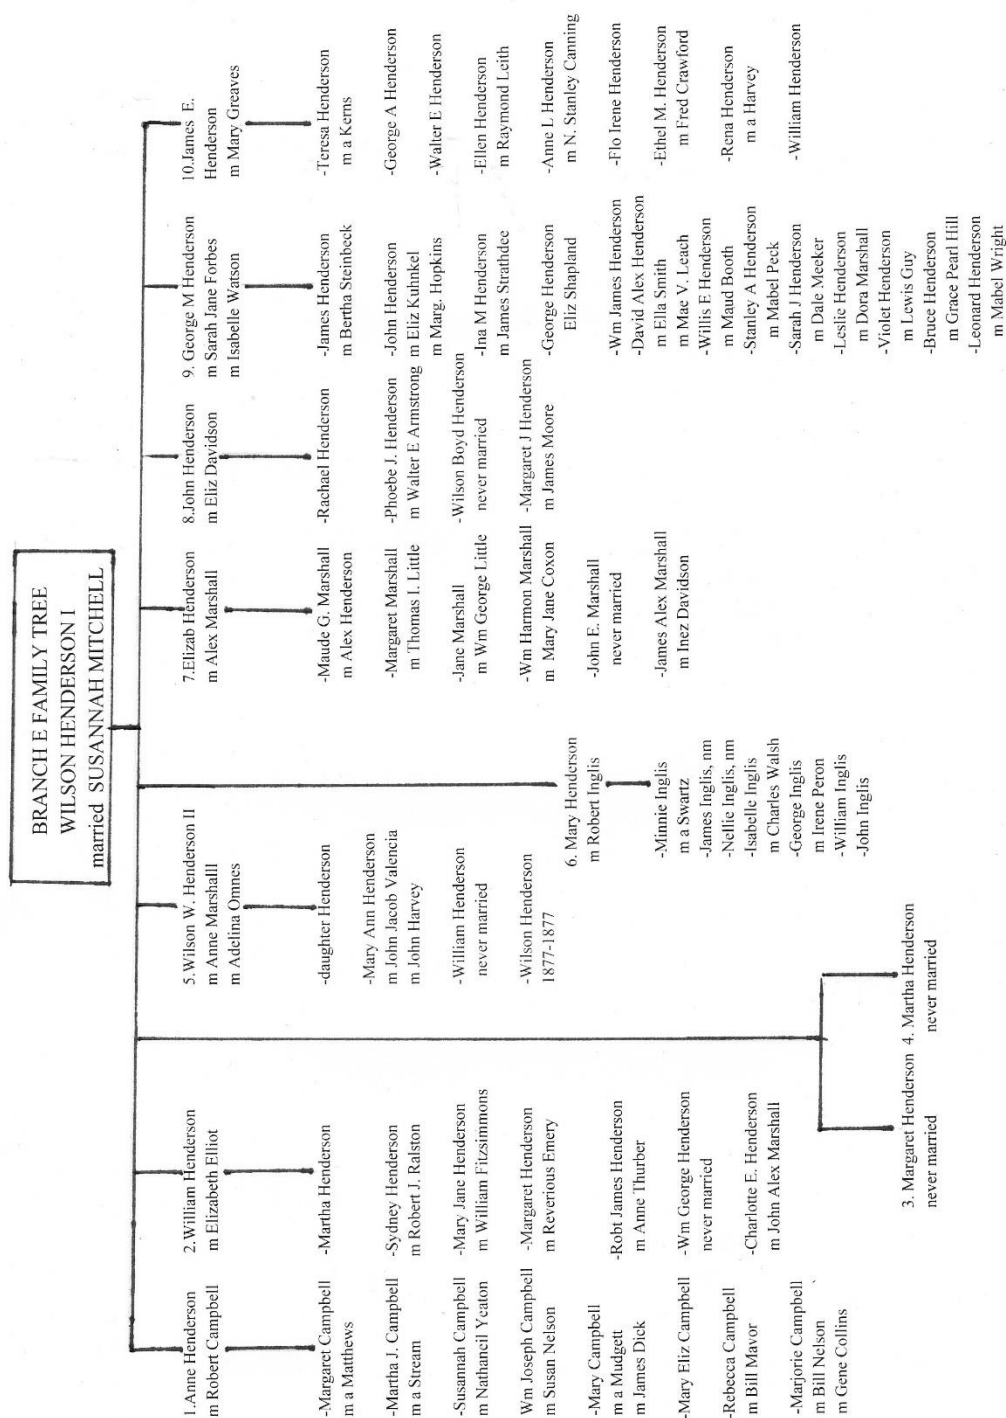 BRANCH E FAMILY TREE
WILSON HENDERSON I
married SUSANNAH MITCHELL
1.Anne Henderson
m Robert Campbell
-Margaret Campbell
m a Matthews
-Martha J. Campbell
m a Stream
-Susannah Campbell
m Nathaneil Yeaton
Wm Joseph Campbell
m Susan Nelson
-Mary Campbell
m a Mudgett
m James Dick
-Mary Eliz Campbell
-Rebecca Campbell
m Bill Mavor
-Marjorie Campbell
m Bill Nelson
m Gene Collins
2.William Henderson
m Elizabeth Elliot
-Martha Henderson
-Sydney Henderson
m Robert J. Ralston
-Mary Jane Henderson
m William Fitzsimmons
-Margaret Henderson
m Reverious Emery
-Robt James Henderson
m Anne Thurber
-Wm George Henderson
never married
-Charlotte E. Henderson
m John Alex Marshall
3. Margaret Henderson
never married
4. Martha Henderson
never married
5.Wilson W. Henderson II
m Anne Marshalll
m Adelina Omnes
-daughter Henderson
-Mary Ann Henderson
m John Jacob Valencia
m John Harvey
-William Henderson
never married
-Wilson Henderson
1877-1877
6. Mary Henderson
m Robert Inglis
-Minnie Inglis
m a Swartz
-James Inglis, nm
-Nellie Inglis, nm
-Isabelle Inglis
m Charles Walsh
-George Inglis
m Irene Peron
-William Inglis
-John Inglis
7.Elizab Henderson
m Alex Marshall
-Maude G. Marshall
m Alex Henderson
-Margaret Marshall
m Thomas I. Little
-Jane Marshall
m Wm George Little
-Wm Harmon Marshall
m Mary Jane Coxon
-John E. Marshall
never married
-James Alex Marshall
m Inez Davidson
8.John Henderson
m Eliz Davidson
-Rachael Henderson
-Phoebe J. Henderson
m Walter E Armstrong
-Wilson Boyd Henderson
never married
-Margaret J Henderson
m James Moore
9. George M Henderson
m Sarah Jane Forbes
m Isabelle Watson
-James Henderson
m Bertha Steinbeck
-John Henderson
m Eliz Kuhnkel
m Marg. Hopkins
-Ina M Henderson
m James Strathdee
-George Henderson
Eliz Shapland
-Wm James Henderson
-David Alex Henderson
m Ella Smith
m Mae V. Leach
-Willis E Henderson
m Maud Booth
-Stanley A Henderson
m Mabel Peck
-Sarah J Henderson
m Dale Meeker
-Leslie Henderson
m Dora Marshall
-Violet Henderson
m Lewis Guy
-Bruce Henderson
m Grace Pearl Hill
-Leonard Henderson
m Mabell Wright
10.James E.
Henderson
m Mary Greaves
-Teresa Henderson
m a Kerns
-George A Henderson
-Walter E Henderson
-Ellen Henderson
m Raymond Leith
-Anne L Henderson
m N. Stanley Canning
-Flo Irene Henderson
-Ethel M. Henderson
m Fred Crawford
-Rena Henderson
m a Harvey
-William Henderson